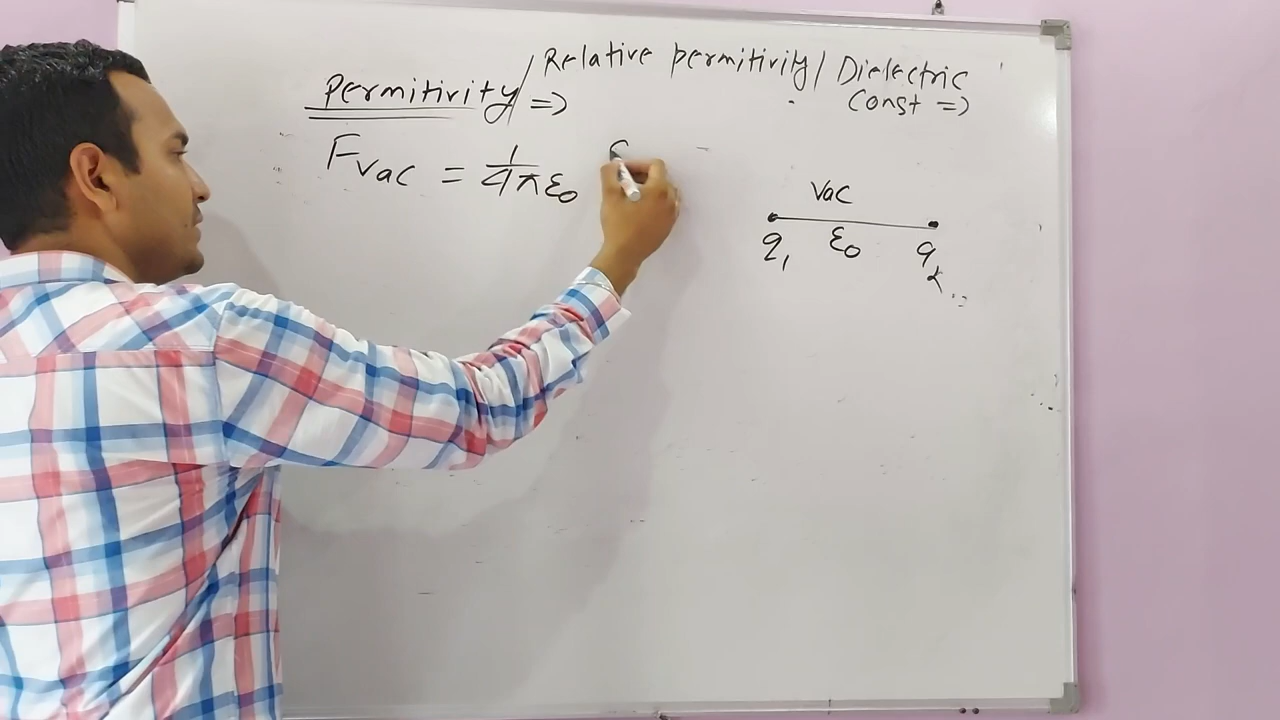 Permitivity/ Relative permitivity/ Dielectric
=> Const =>
Fvac = 1/4πε0
Vac
q1 ε0 q2